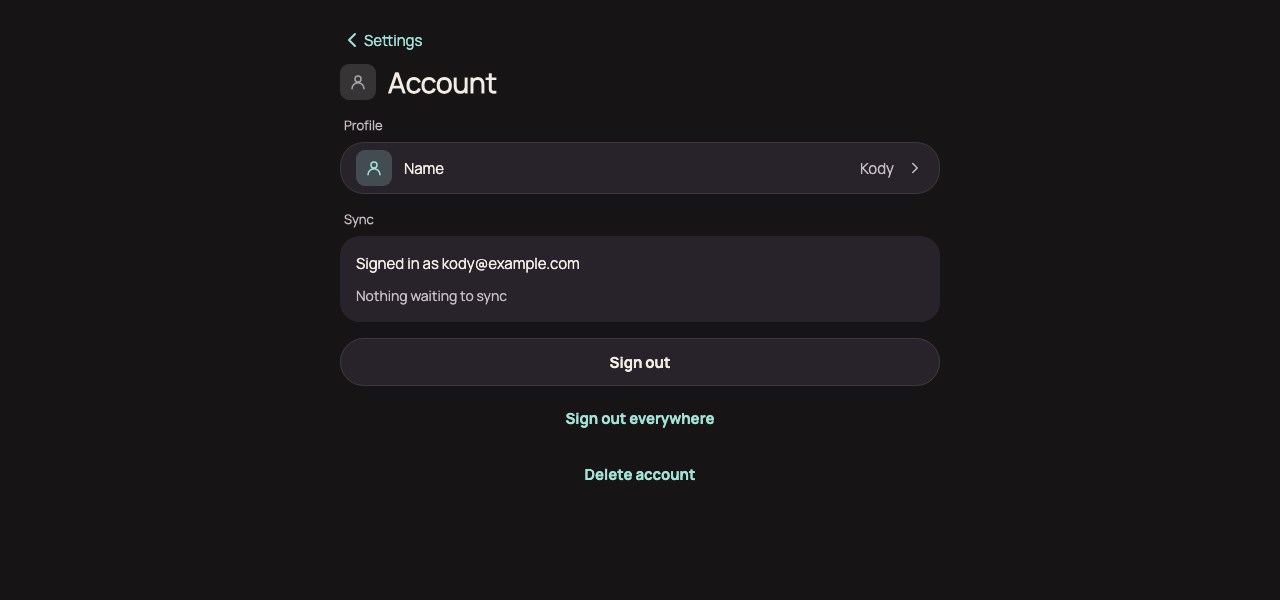 Settings
Account
Profile
Name Kody
Sync
Signed in as kody@example.com
Nothing waiting to sync
Sign out
Sign out everywhere
Delete account